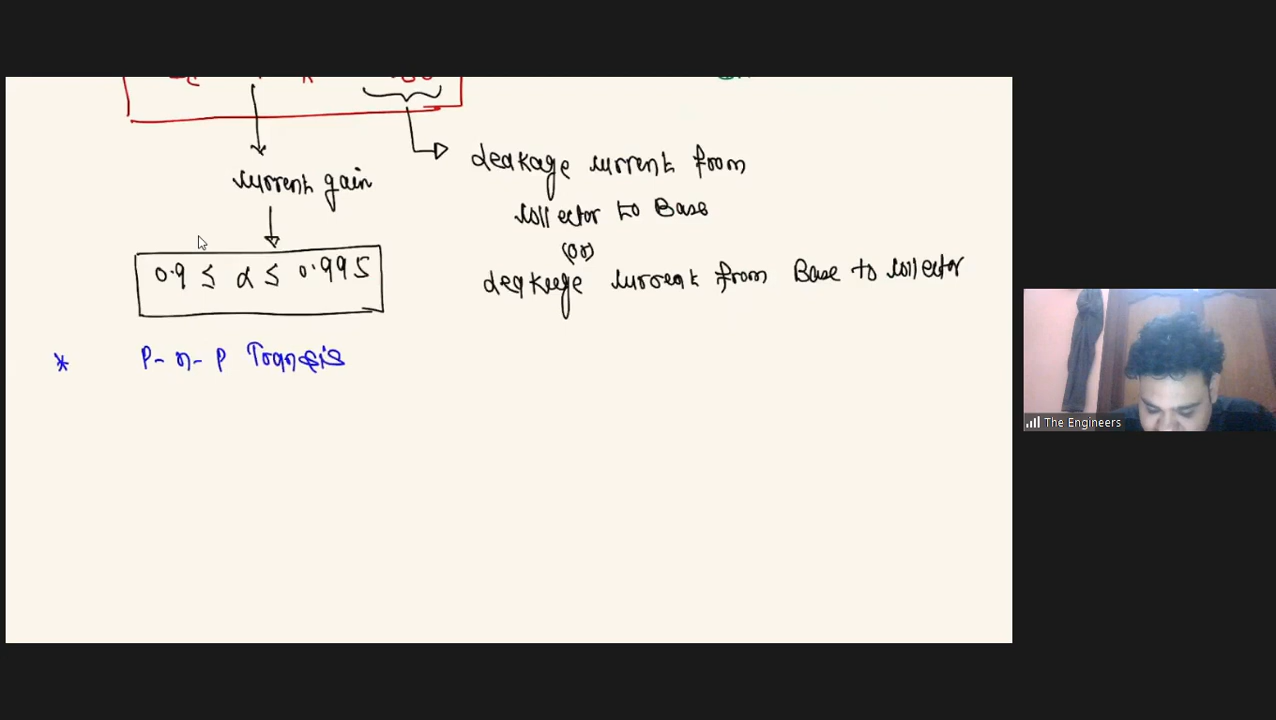 Leakage current from
current gain
collector to Base
(or)
0.9 ≤ α ≤ 0.995
Leakage current from Base to collector
* P-n-P Transis
The Engineers